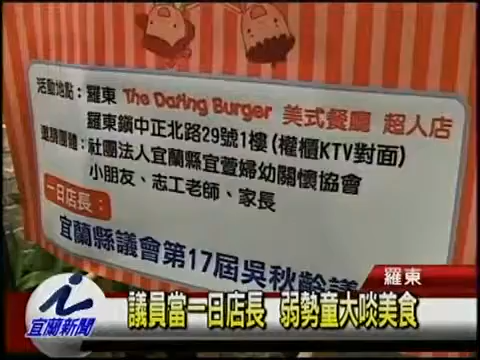 活動地點：羅東 The Daring Burger 美式餐廳 超人店
羅東鎮中正北路29號1樓(權櫃KTV對面)
邀請團體：社團法人宜蘭縣宜萱婦幼關懷協會
小朋友、志工老師、家長
一日店長：
宜蘭縣議會第17屆吳秋齡議
羅東
議員當一日店長 弱勢童大啖美食
宜蘭新聞